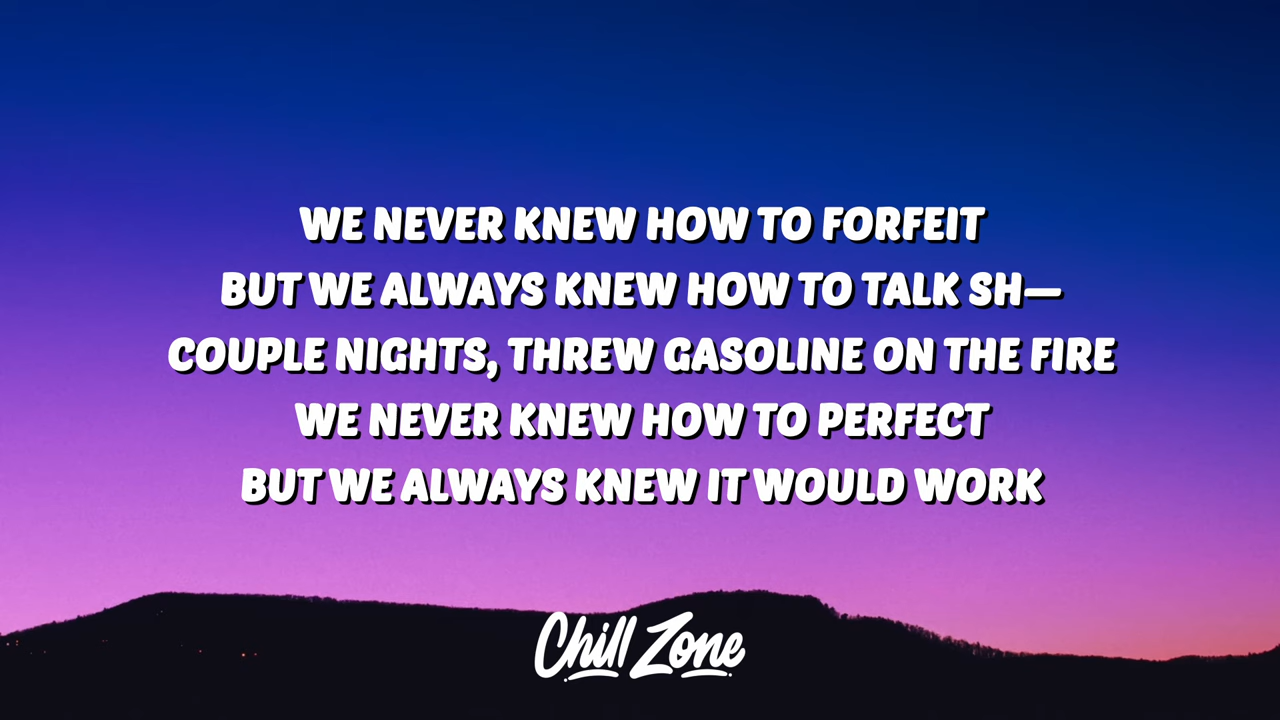 WE NEVER KNEW HOW TO FORFEIT
BUT WE ALWAYS KNEW HOW TO TALK SH—
COUPLE NIGHTS, THREW GASOLINE ON THE FIRE
WE NEVER KNEW HOW TO PERFECT
BUT WE ALWAYS KNEW IT WOULD WORK
Chill Zone